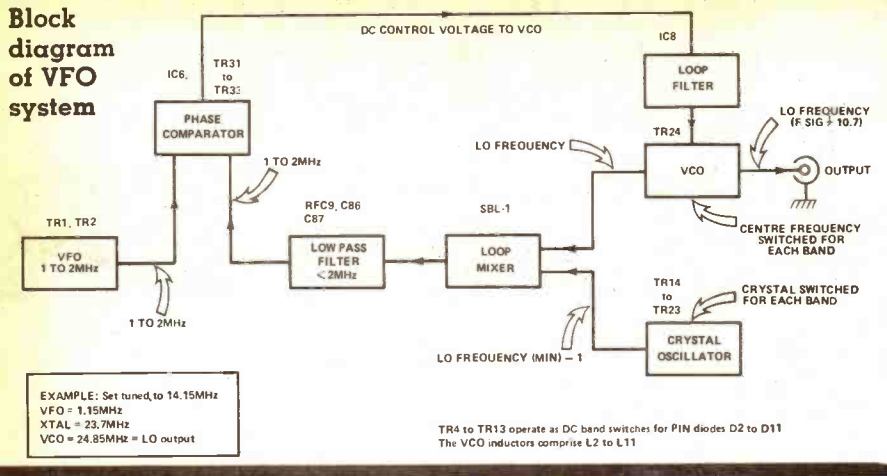 Block
diagram
of VFO
system
DC CONTROL VOLTAGE TO VCO
IC8
LOOP
FILTER
IC6,
TR31
to
TR33
PHASE
COMPARATOR
1 TO 2MHz
TR24
VCO
LO FREQUENCY
LO FREQUENCY
(F SIG + 10.7)
OUTPUT
CENTRE FREQUENCY
SWITCHED FOR
EACH BAND
TR1, TR2
VFO
1 TO 2MHz
1 TO 2MHz
RFC9, C86
C87
LOW PASS
FILTER
<2MHz
SBL-1
LOOP
MIXER
TR14
to
TR23
CRYSTAL SWITCHED
FOR EACH BAND
CRYSTAL
OSCILLATOR
LO FREQUENCY (MIN) – 1
EXAMPLE: Set tuned, to 14.15MHz
VFO = 1.15MHz
XTAL = 23.7MHz
VCO = 24.85MHz = LO output
TR4 to TR13 operate as DC band switches for PIN diodes D2 to D11
The VCO inductors comprise L2 to L11